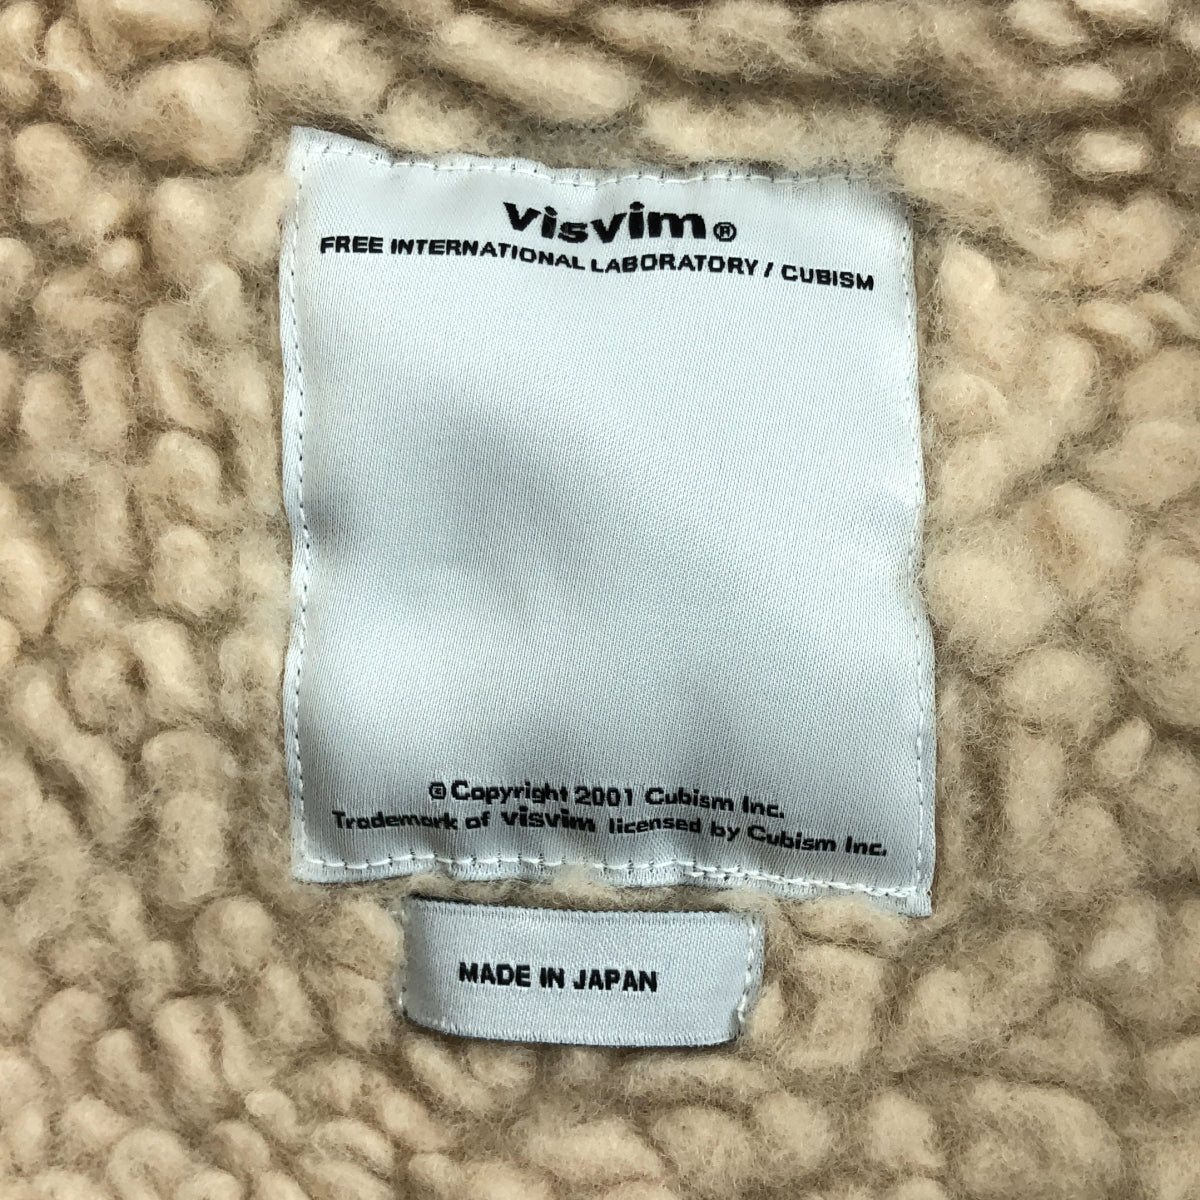 visvim®
FREE INTERNATIONAL LABORATORY / CUBISM
© Copyright 2001 Cubism Inc.
Trademark of visvim licensed by Cubism Inc.
MADE IN JAPAN